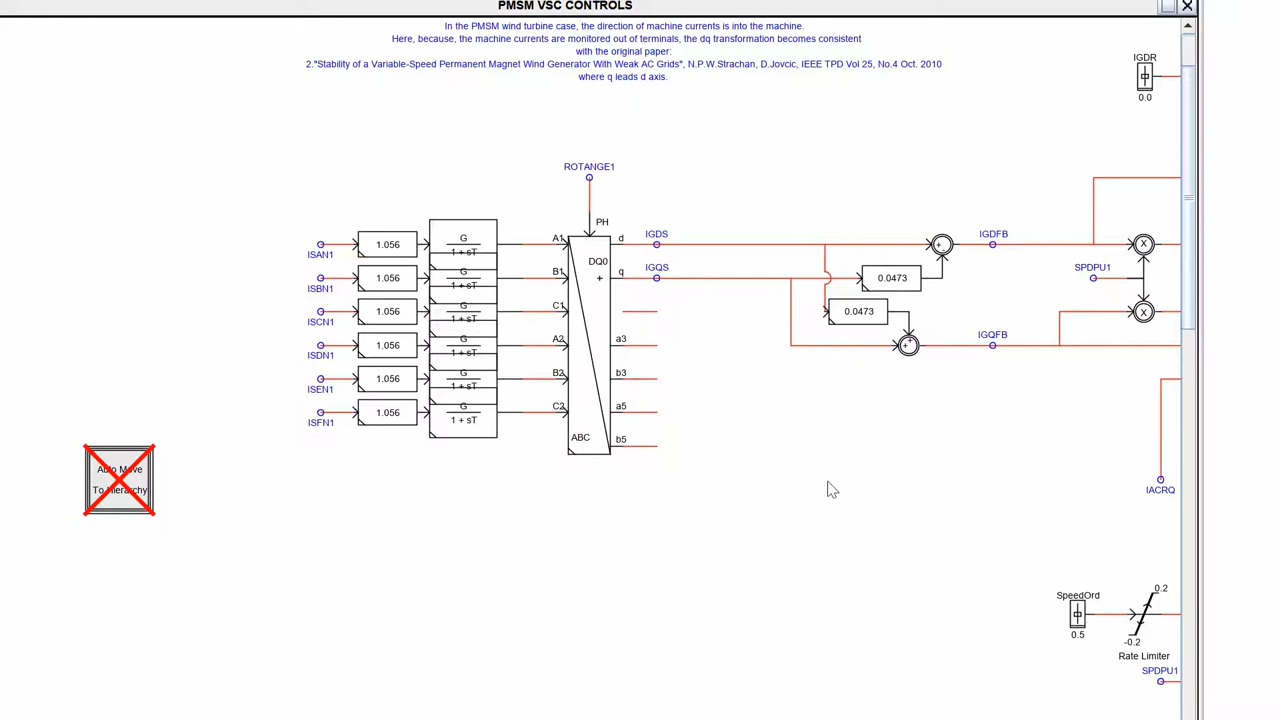 PMSM VSC CONTROLS
In the PMSM wind turbine case, the direction of machine currents is into the machine.
Here, because, the machine currents are monitored out of terminals, the dq transformation becomes consistent
with the original paper:
2."Stability of a Variable-Speed Permanent Magnet Wind Generator With Weak AC Grids", N.P.W.Strachan, D.Jovcic, IEEE TPD Vol 25, No.4 Oct. 2010
where q leads d axis.
IGDR
0.0
ROTANGE1
PH
ISAN1
1.056
G
1 + sT
A1
d
IGDS
+
-
IGDFB
X
DQ0
+
ISBN1
1.056
G
1 + sT
B1
q
IGQS
0.0473
SPDPU1
ISCN1
1.056
G
1 + sT
C1
0.0473
X
ISDN1
1.056
G
1 + sT
A2
a3
+
+
IGQFB
ISEN1
1.056
G
1 + sT
B2
b3
ISFN1
1.056
G
1 + sT
C2
a5
ABC
b5
Auto Move
To Hierarchy
IACRQ
SpeedOrd
0.5
0.2
-0.2
Rate Limiter
SPDPU1